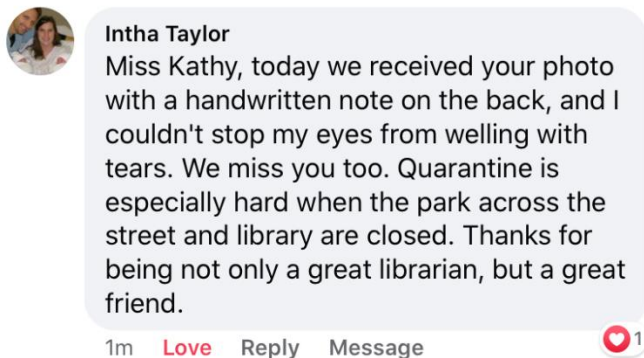 Intha Taylor
Miss Kathy, today we received your photo
with a handwritten note on the back, and I
couldn't stop my eyes from welling with
tears. We miss you too. Quarantine is
especially hard when the park across the
street and library are closed. Thanks for
being not only a great librarian, but a great
friend.
1m Love Reply Message 1